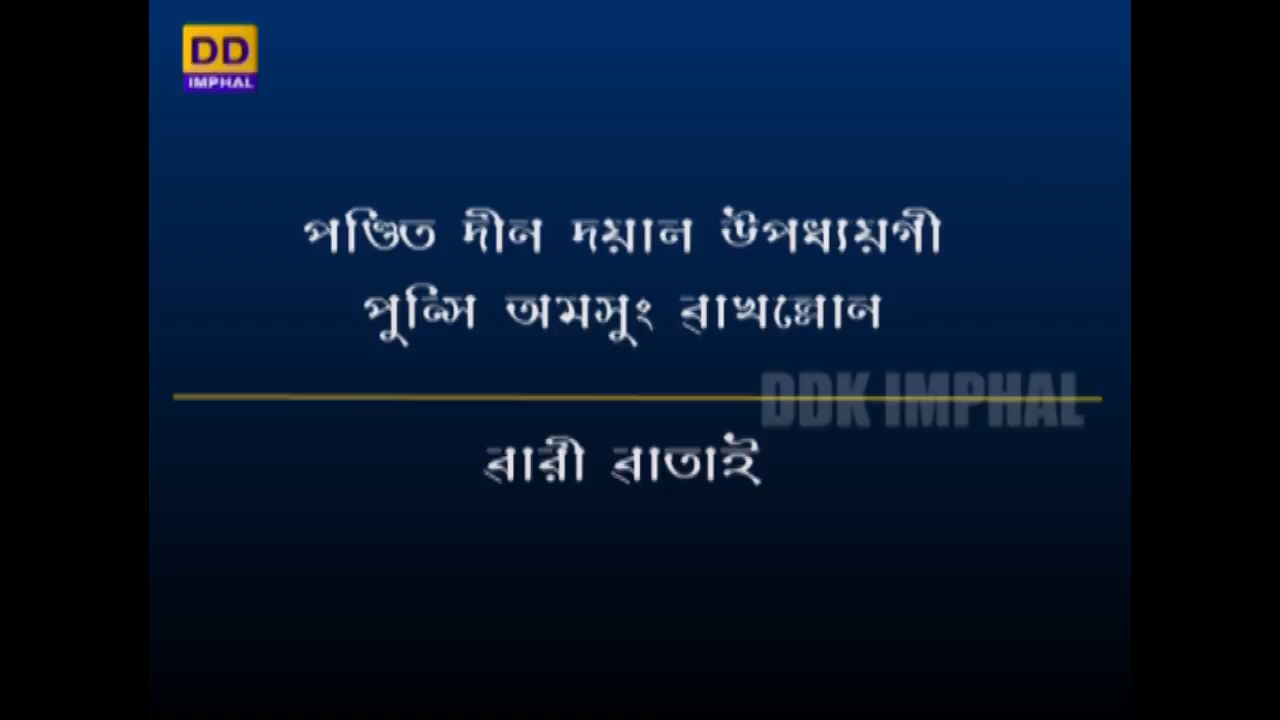 DD
IMPHAL
পণ্ডিত দীন দয়াল উপধ্যায়গী
পুন্সি অমসুং ৱাখল্লোন
DDK IMPHAL
ৱারী ৱাতাই